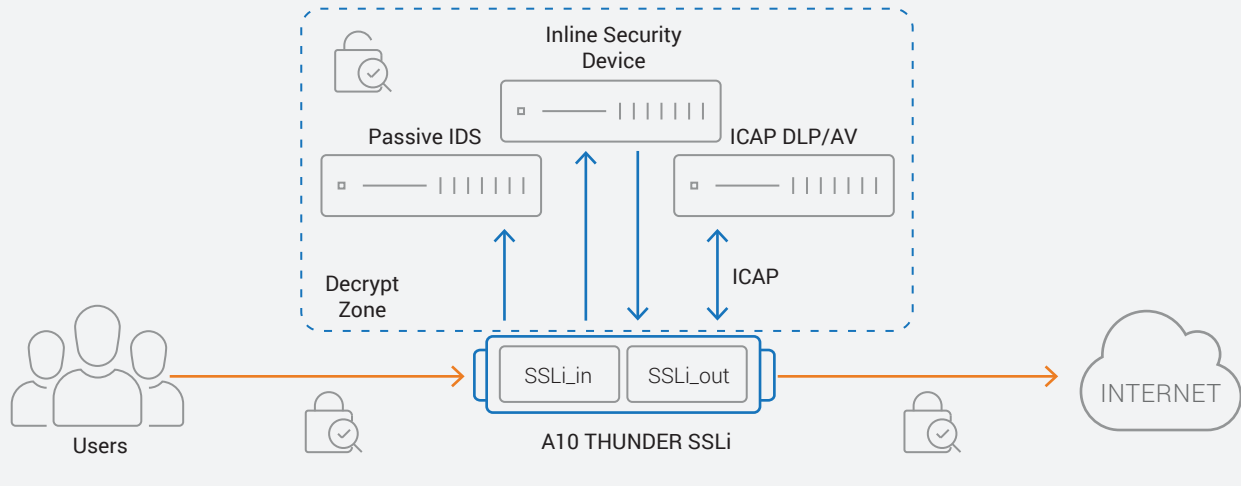 Inline Security
Device
Passive IDS
ICAP DLP/AV
Decrypt
Zone
ICAP
SSLi_in
SSLi_out
INTERNET
Users
A10 THUNDER SSLi